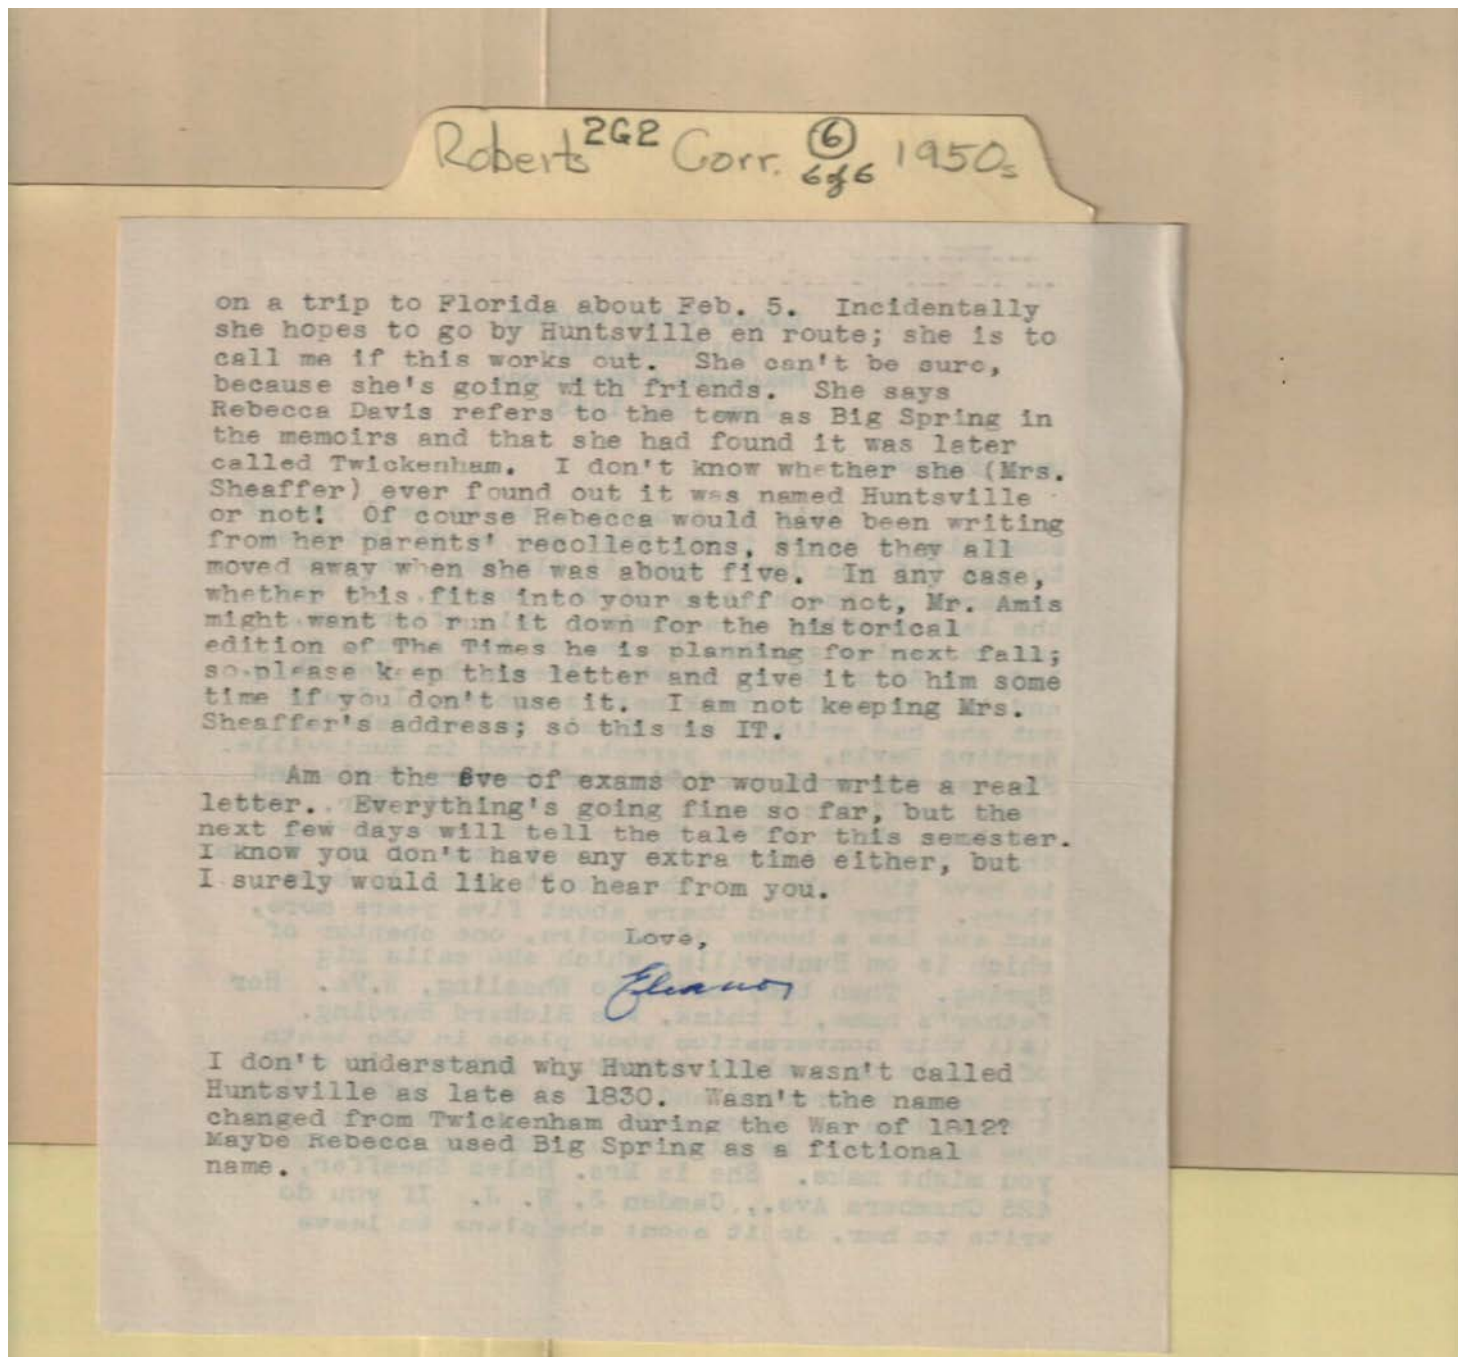 Roberts 2G2 Corr. 6 1950s
6 of 6
on a trip to Florida about Feb. 5. Incidentally
she hopes to go by Huntsville en route; she is to
call me if this works out. She can't be sure,
because she's going with friends. She says
Rebecca Davis refers to the town as Big Spring in
the memoirs and that she had found it was later
called Twickenham. I don't know whether she (Mrs.
Sheaffer) ever found out it was named Huntsville
or not! Of course Rebecca would have been writing
from her parents' recollections, since they all
moved away when she was about five. In any case,
whether this fits into your stuff or not, Mr. Amis
might want to run it down for the historical
edition of The Times he is planning for next fall;
so please keep this letter and give it to him some
time if you don't use it. I am not keeping Mrs.
Sheaffer's address; so this is IT.
Am on the eve of exams or would write a real
letter. Everything's going fine so far, but the
next few days will tell the tale for this semester.
I know you don't have any extra time either, but
I surely would like to hear from you.
Love,
Eleanor
I don't understand why Huntsville wasn't called
Huntsville as late as 1830. Wasn't the name
changed from Twickenham during the War of 1812?
Maybe Rebecca used Big Spring as a fictional
name.